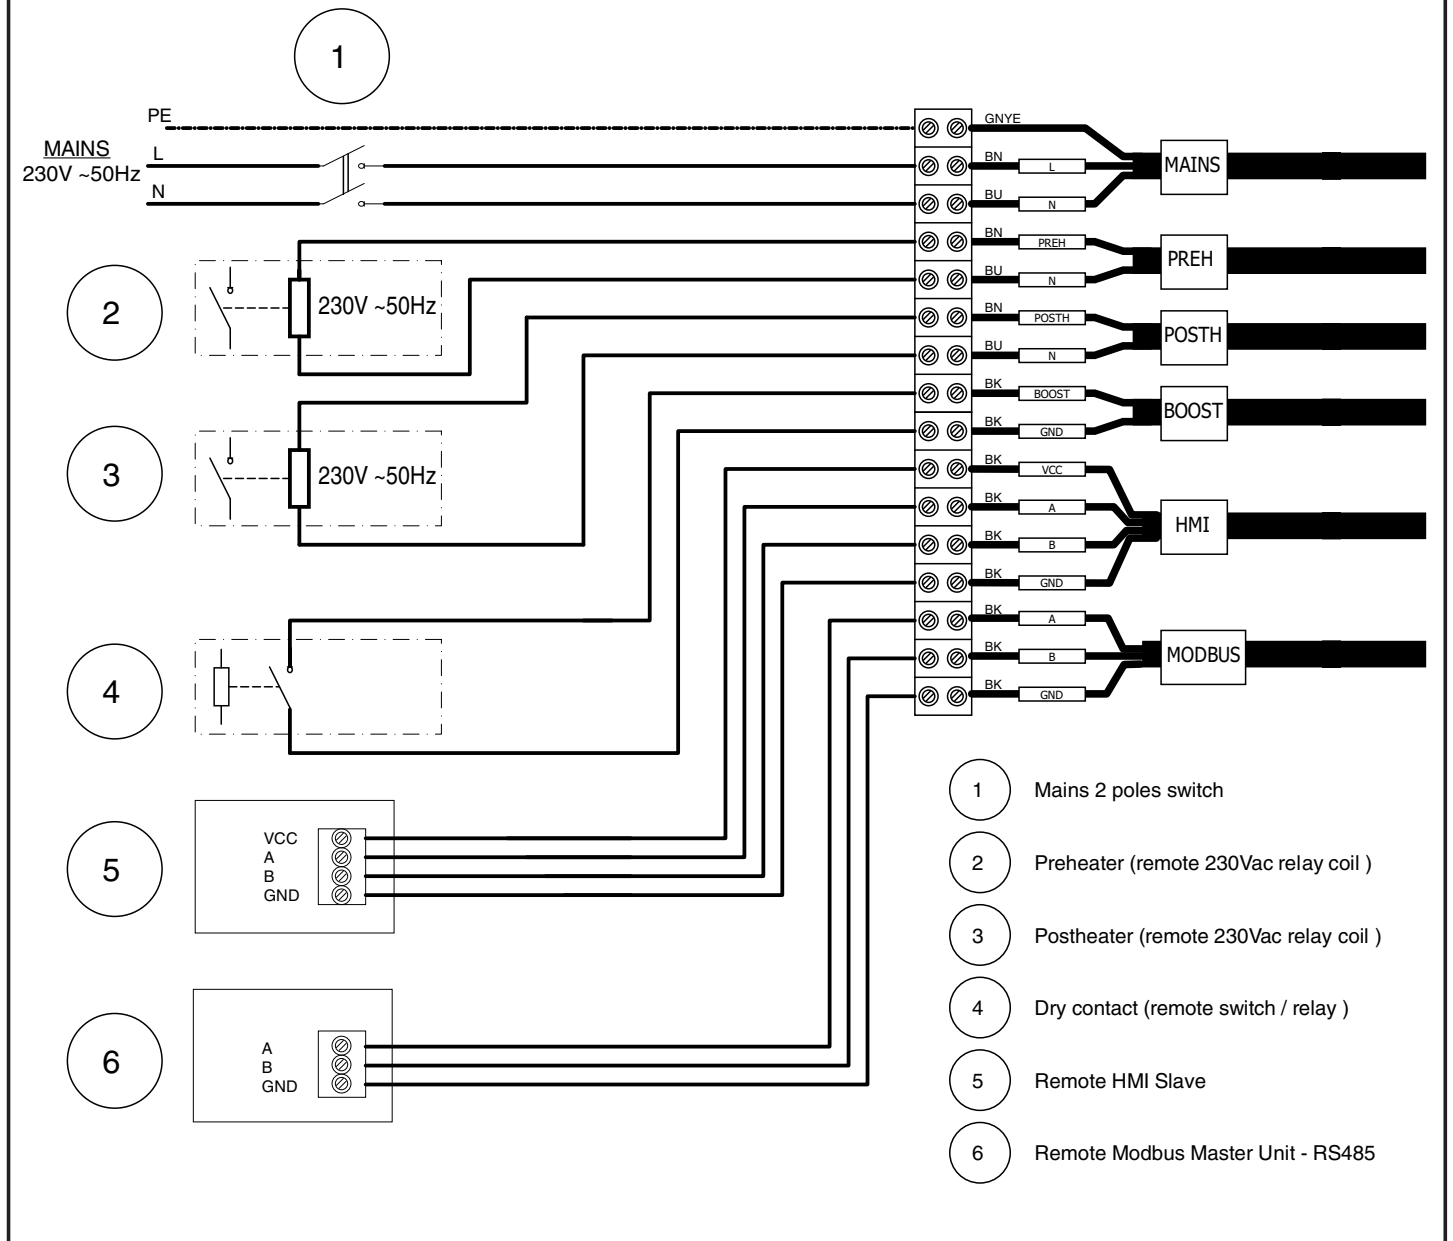 1
PE
MAINS
230V ~50Hz
L
N
GNYE
BN L
BU N
MAINS
BN PREH
BU N
PREH
2
230V ~50Hz
BN POSTH
BU N
POSTH
BK BOOST
BK GND
BOOST
3
230V ~50Hz
BK VCC
BK A
BK B
BK GND
HMI
BK A
BK B
BK GND
MODBUS
4
5
VCC
A
B
GND
6
A
B
GND
1 Mains 2 poles switch
2 Preheater (remote 230Vac relay coil )
3 Postheater (remote 230Vac relay coil )
4 Dry contact (remote switch / relay )
5 Remote HMI Slave
6 Remote Modbus Master Unit - RS485